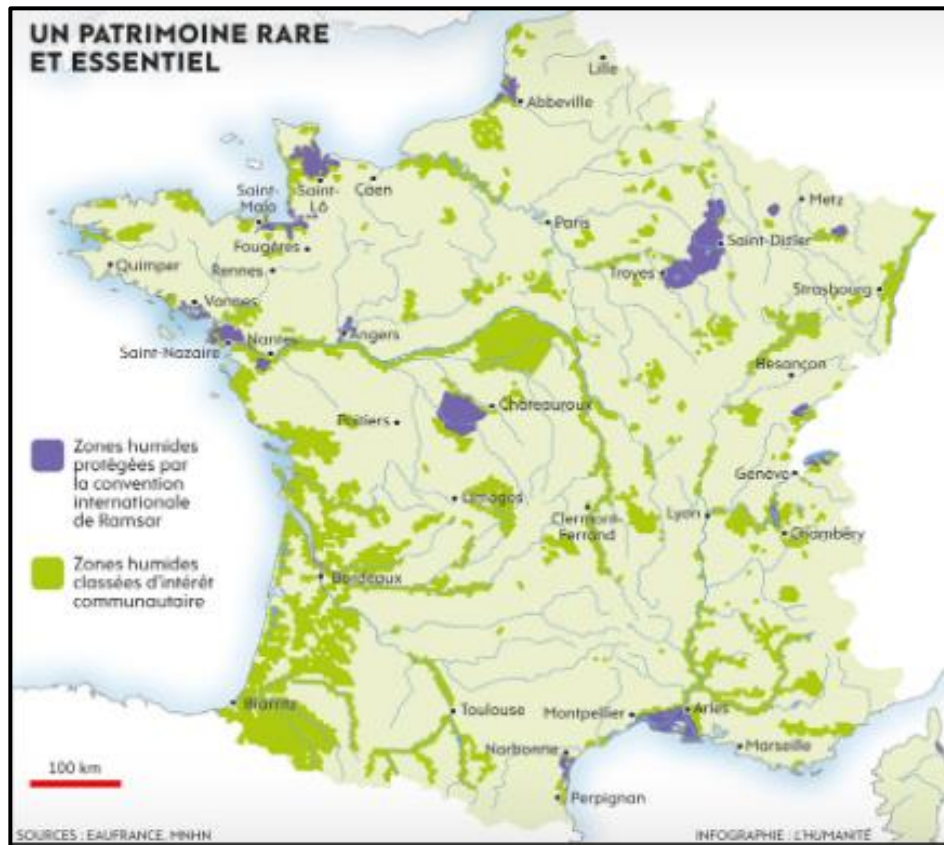 UN PATRIMOINE RARE
ET ESSENTIEL
Lille
Abbeville
Saint-
Malo
Saint-
Lô
Caen
Fougères
Rennes
Quimper
Vannes
Saint-Nazaire
Nantes
Angers
Paris
Metz
Saint-Dizier
Troyes
Strasbourg
Besançon
Châteauroux
Poitiers
Genève
Limoges
Clermont-
Ferrand
Lyon
Chambéry
Bordeaux
Biarritz
Toulouse
Montpellier
Arles
Narbonne
Marseille
Perpignan
Zones humides
protégées par
la convention
internationale
de Ramsar
Zones humides
classées d'intérêt
communautaire
100 km
SOURCES : EAUFRANCE, MNHN
INFOGRAPHIE : L'HUMANITÉ